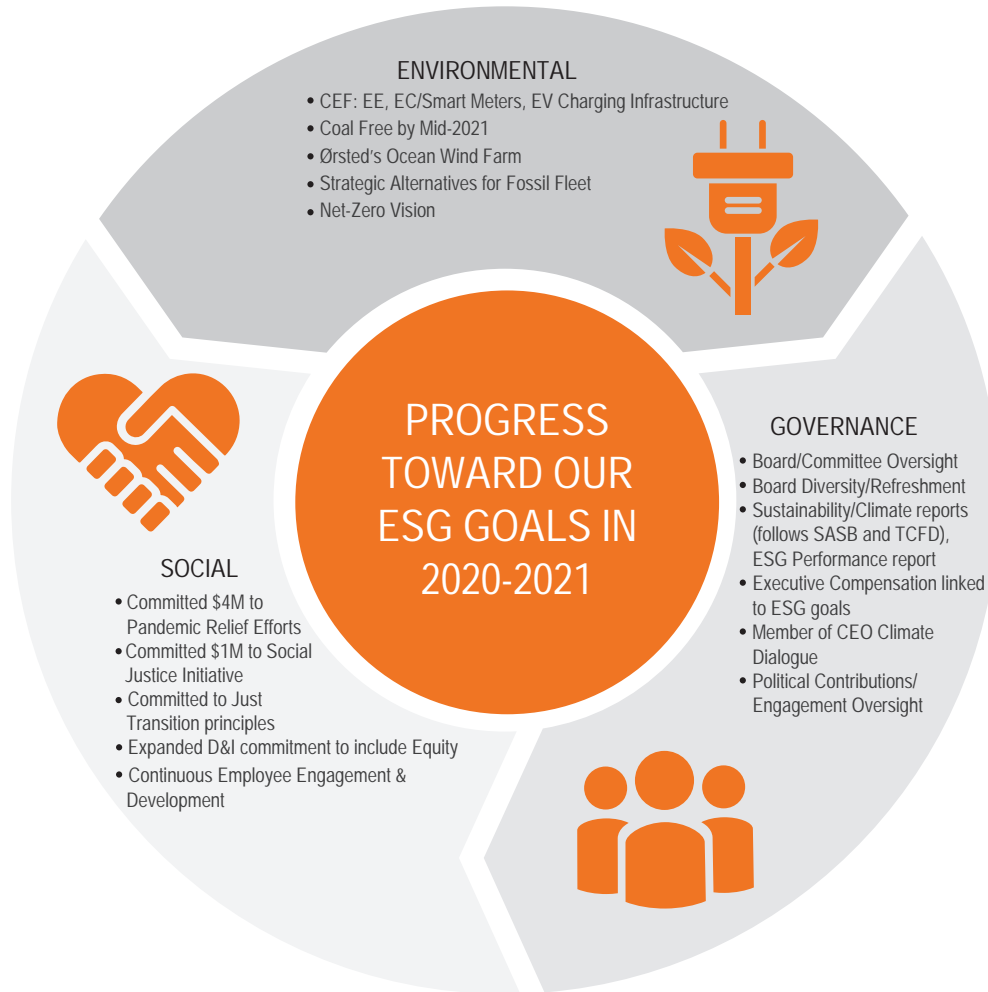 ENVIRONMENTAL
• CEF: EE, EC/Smart Meters, EV Charging Infrastructure
• Coal Free by Mid-2021
• Ørsted's Ocean Wind Farm
• Strategic Alternatives for Fossil Fleet
• Net-Zero Vision
PROGRESS
TOWARD OUR
ESG GOALS IN
2020-2021
GOVERNANCE
• Board/Committee Oversight
• Board Diversity/Refreshment
• Sustainability/Climate reports
(follows SASB and TCFD),
ESG Performance report
• Executive Compensation linked
to ESG goals
• Member of CEO Climate
Dialogue
• Political Contributions/
Engagement Oversight
SOCIAL
• Committed $4M to
Pandemic Relief Efforts
• Committed $1M to Social
Justice Initiative
• Committed to Just
Transition principles
• Expanded D&I commitment to include Equity
• Continuous Employee Engagement &
Development